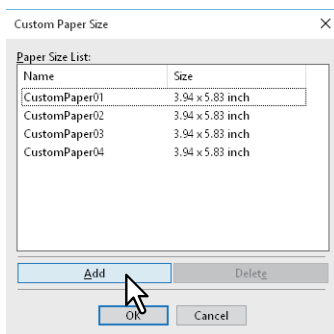 Custom Paper Size
Paper Size List:
Name Size
CustomPaper01 3.94 x 5.83 inch
CustomPaper02 3.94 x 5.83 inch
CustomPaper03 3.94 x 5.83 inch
CustomPaper04 3.94 x 5.83 inch
Add Delete
OK Cancel